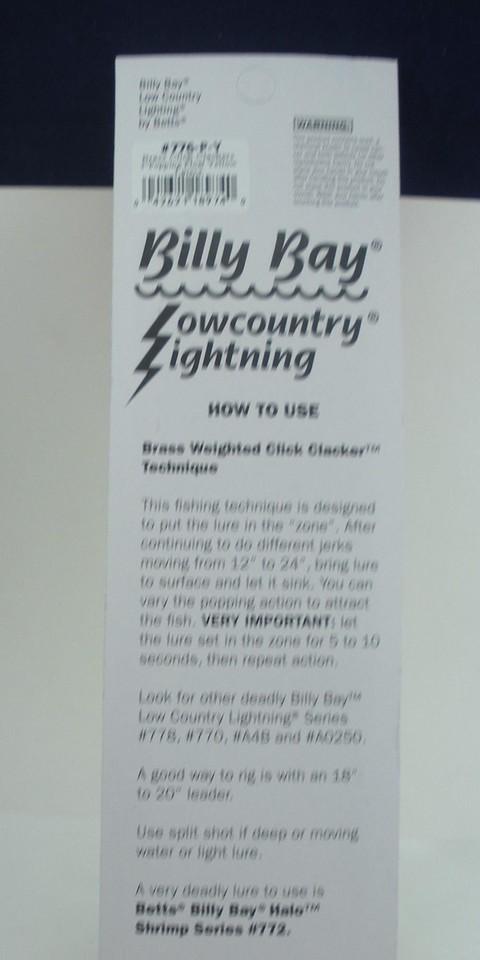 Billy Bay®
Low Country
Lighting®
by Betts®
WARNING:
#776-P-Y
Billy Bay®
Lowcountry®
Lightning
HOW TO USE
Brass Weighted Click Clacker™
Technique
This fishing technique is designed
to put the lure in the "zone". After
continuing to do different jerks
moving from 12" to 24", bring lure
to surface and let it sink. You can
vary the popping action to attract
the fish. VERY IMPORTANT: let
the lure set in the zone for 5 to 10
seconds, then repeat action.
Look for other deadly Billy Bay™
Low Country Lightning® Series
#778, #770, #A4B and #A0250.
A good way to rig is with an 18"
to 20" leader.
Use split shot if deep or moving
water or light lure.
A very deadly lure to use is
Betts® Billy Bay® Halo™
Shrimp Series #772.